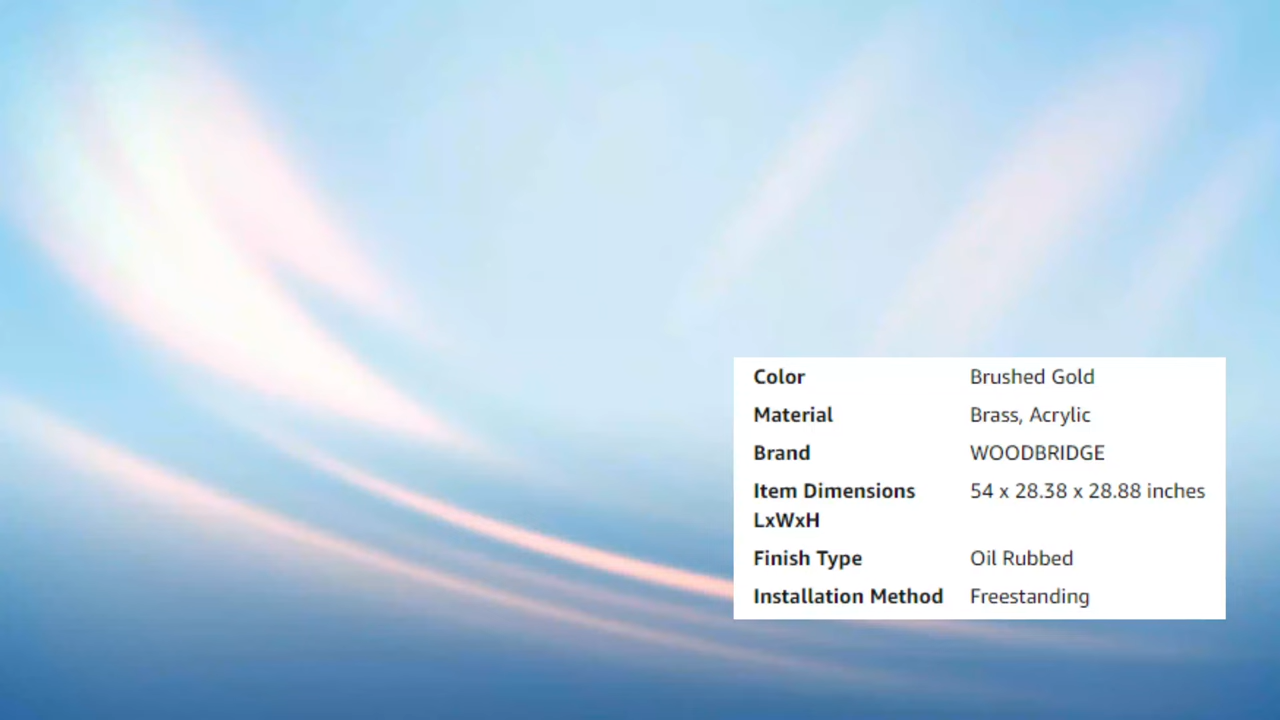 Color Brushed Gold
Material Brass, Acrylic
Brand WOODBRIDGE
Item Dimensions 54 x 28.38 x 28.88 inches
LxWxH
Finish Type Oil Rubbed
Installation Method Freestanding